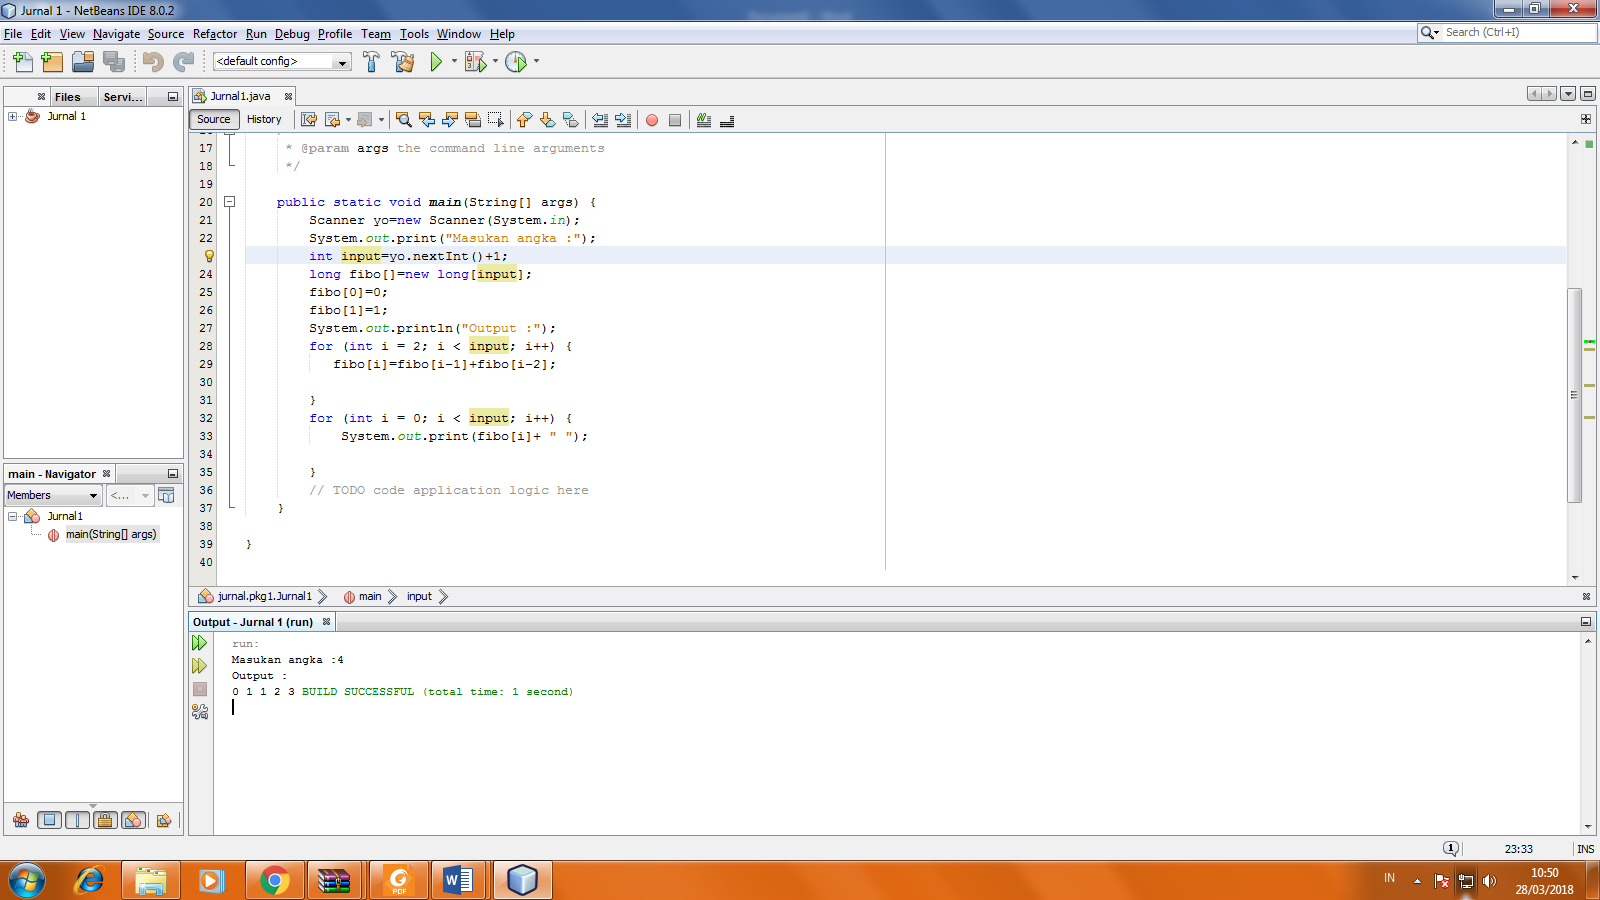 Jurnal 1 - NetBeans IDE 8.0.2
File Edit View Navigate Source Refactor Run Debug Profile Team Tools Window Help
Search (Ctrl+I)
<default config>
Files Servi...
Jurnal 1
Jurnal1.java
Source History
17 * @param args the command line arguments
18 */
19
20 public static void main(String[] args) {
21 Scanner yo=new Scanner(System.in);
22 System.out.print("Masukan angka :");
int input=yo.nextInt()+1;
24 long fibo[]=new long[input];
25 fibo[0]=0;
26 fibo[1]=1;
27 System.out.println("Output :");
28 for (int i = 2; i < input; i++) {
29 fibo[i]=fibo[i-1]+fibo[i-2];
30
31 }
32 for (int i = 0; i < input; i++) {
33 System.out.print(fibo[i]+ " ");
34
35 }
36 // TODO code application logic here
37 }
38
39 }
40
main - Navigator
Members <...
Jurnal1
main(String[] args)
jurnal.pkg1.Jurnal1 main input
Output - Jurnal 1 (run)
run:
Masukan angka :4
Output :
0 1 1 2 3 BUILD SUCCESSFUL (total time: 1 second)
1 23:33 INS
PDF
W
IN
10:50
28/03/2018